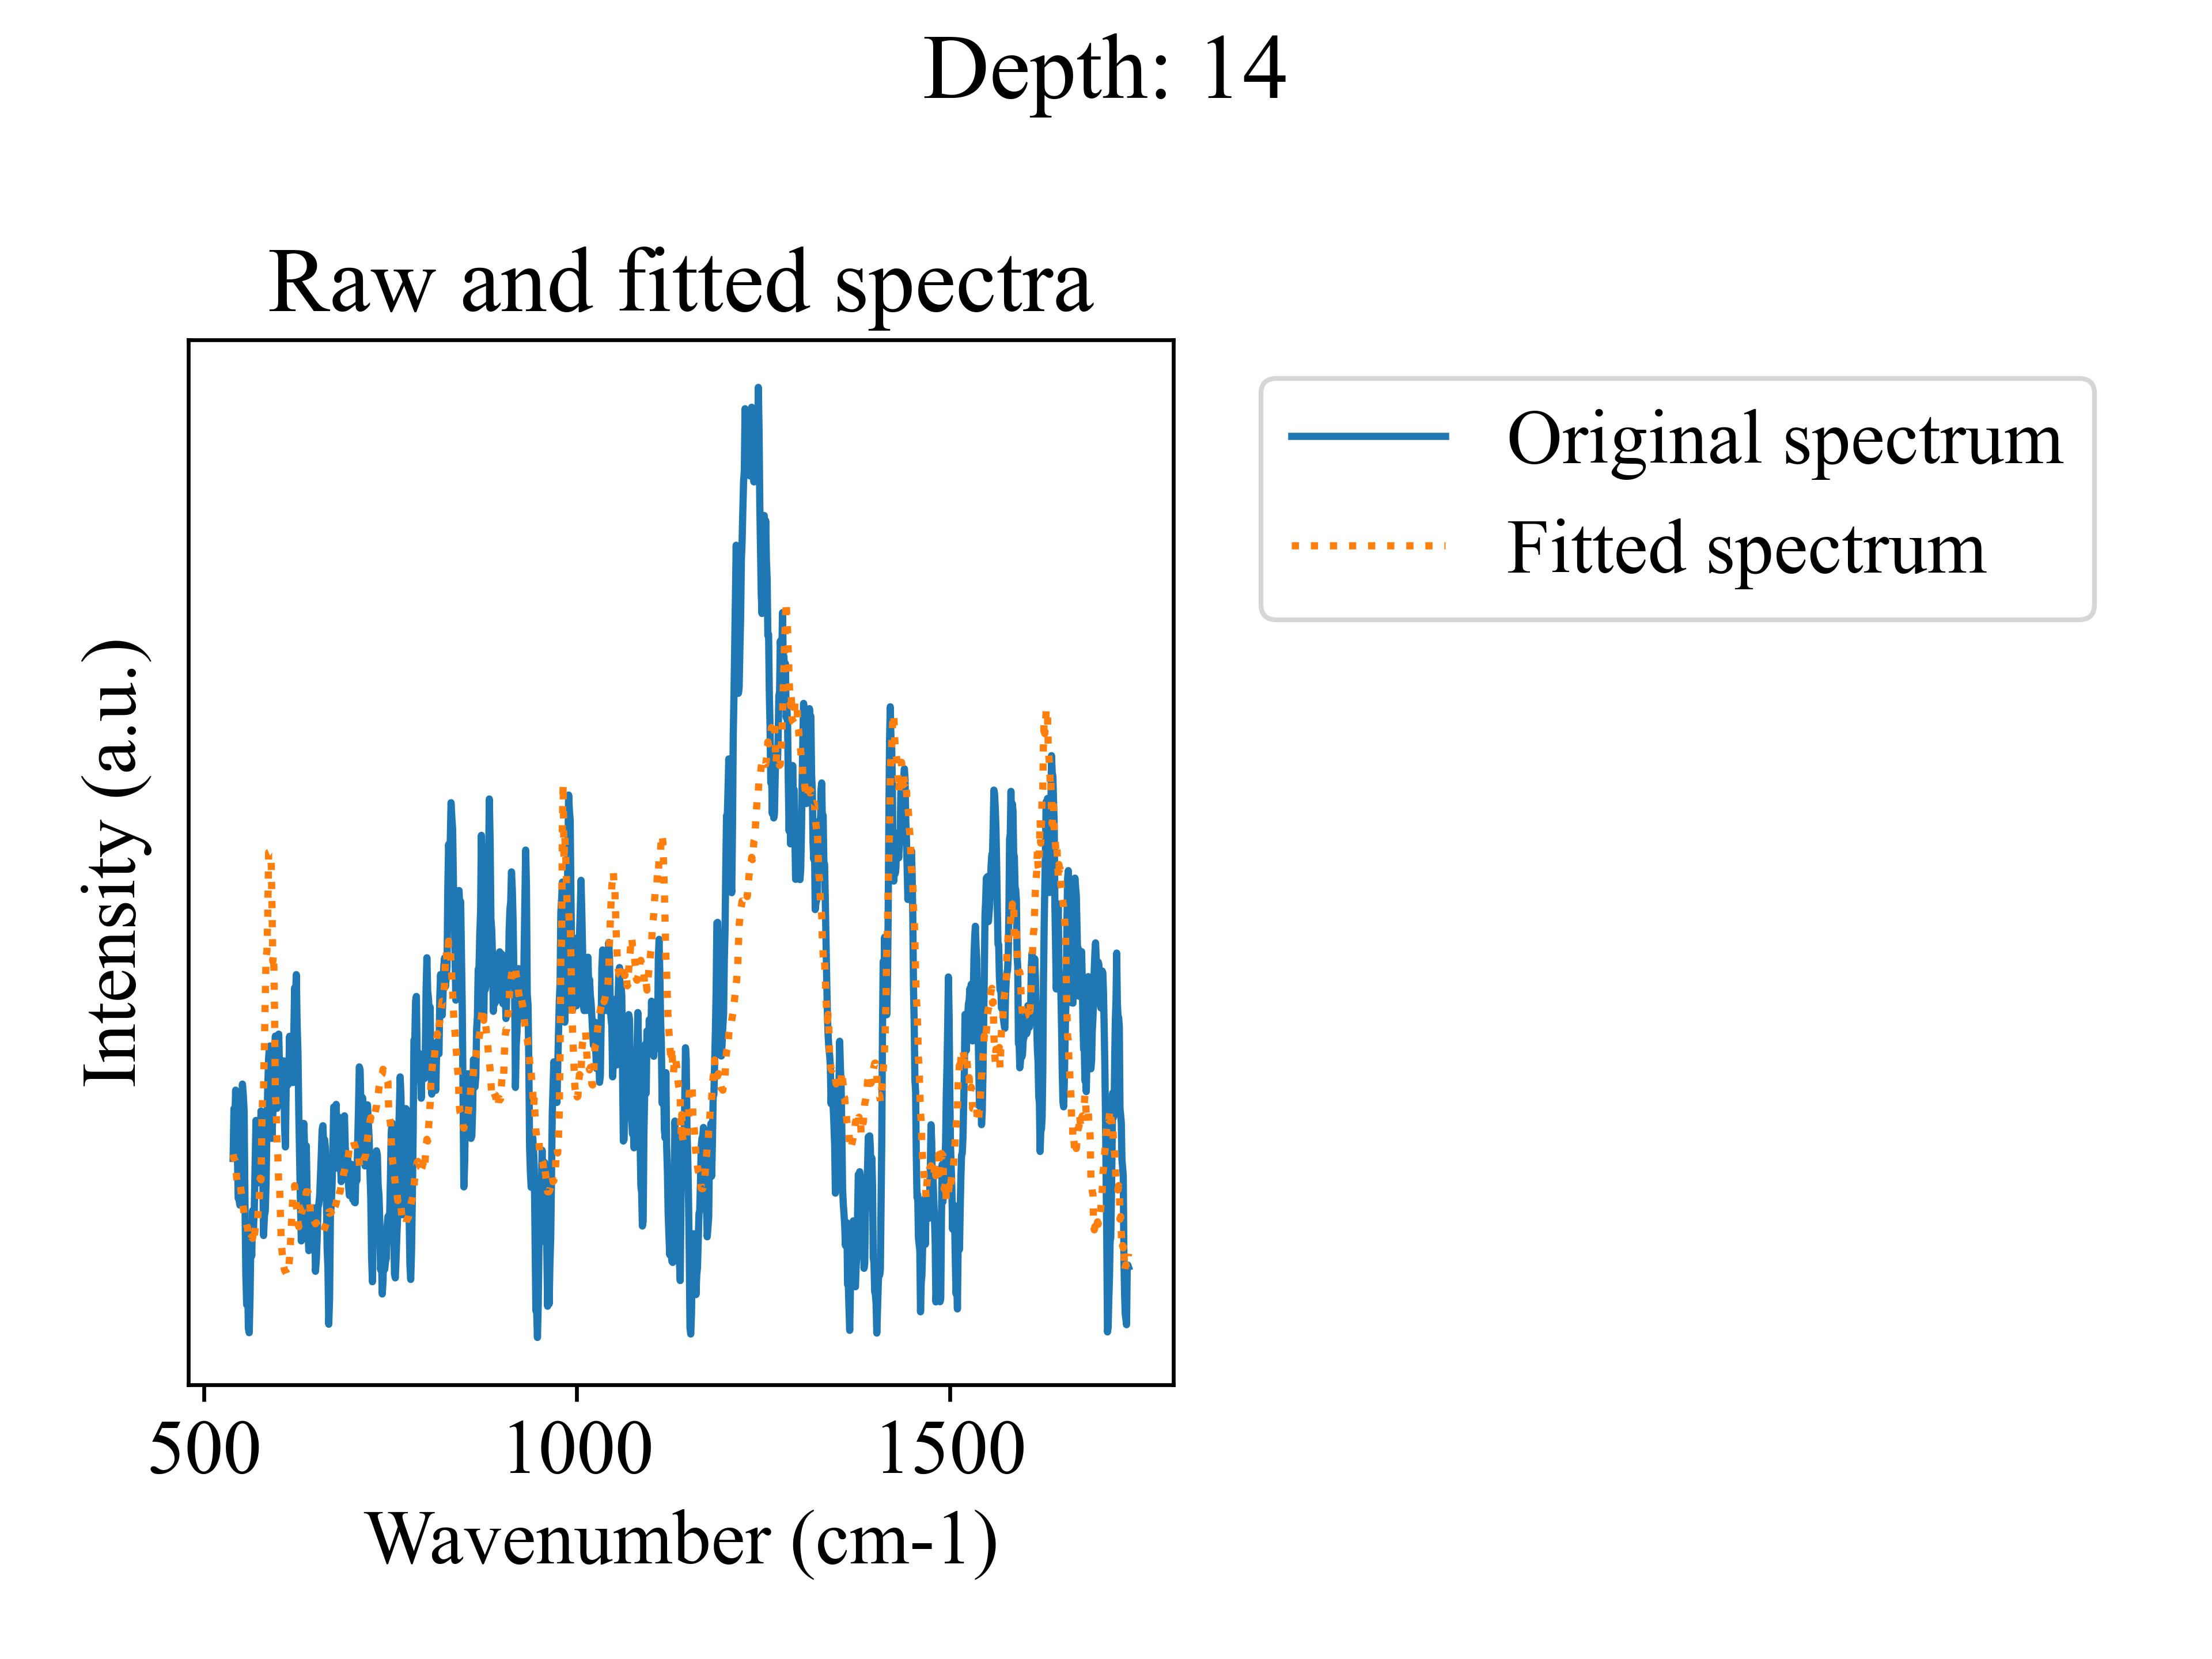 Depth: 14
Raw and fitted spectra
Original spectrum
Fitted spectrum
Intensity (a.u.)
500 1000 1500
Wavenumber (cm-1)